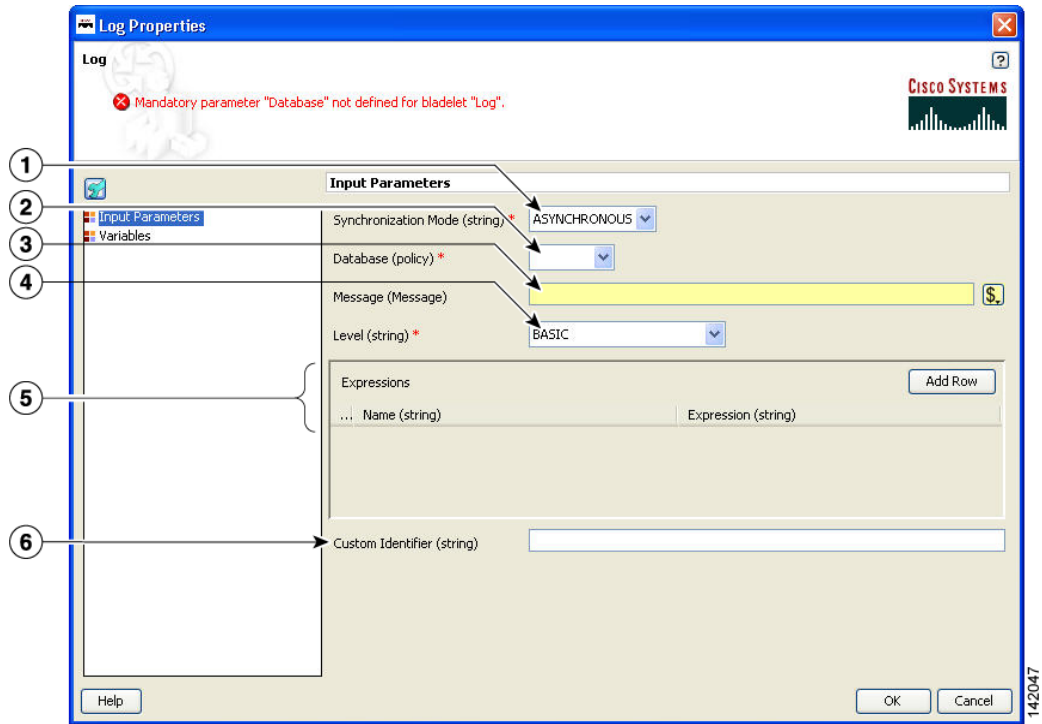 Log Properties
Log
?
CISCO SYSTEMS
Mandatory parameter "Database" not defined for bladelet "Log".
Input Parameters
1
Input Parameters
Synchronization Mode (string) * ASYNCHRONOUS
2
Variables
3
Database (policy) *
4
Message (Message) $
Level (string) * BASIC
5
Expressions Add Row
... Name (string) Expression (string)
6
Custom Identifier (string)
Help OK Cancel
142047